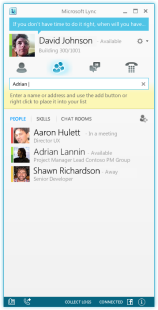 Microsoft Lync
If you don't have time to do it right, when will you have...
David Johnson - Available
Building 102/1013
Adrian
Enter a name or address and use the add button or
right click to place it into your list
PEOPLE SKILLS CHAT ROOMS
Aaron Hulett - In a meeting
Director UX
Adrian Lannin - Available
Project Manager Lead Contoso PM Group
Shawn Richardson - Away
Senior Developer
COLLECT LOGS CONNECTED